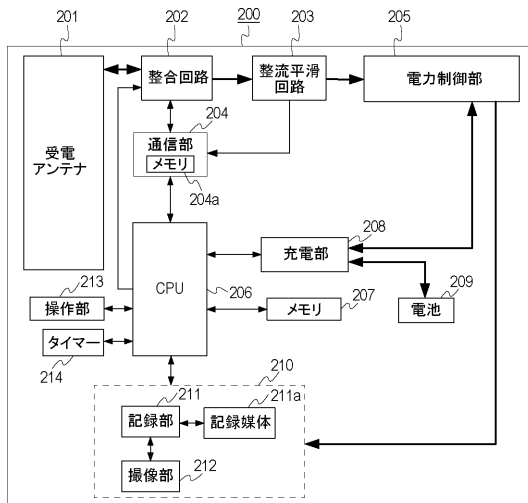 201
202
200
203
205
受電
アンテナ
整合回路
整流平滑
回路
電力制御部
通信部
204
メモリ
204a
CPU
206
充電部
208
メモリ
207
電池
209
操作部
213
タイマー
214
210
記録部
211
記録媒体
211a
撮像部
212